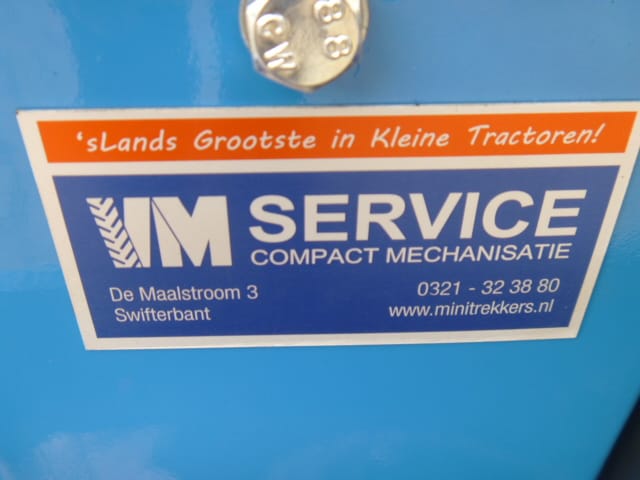 8.8
CW
'sLands Grootste in Kleine Tractoren!
VM SERVICE
COMPACT MECHANISATIE
De Maalstroom 3
Swifterbant
0321 - 32 38 80
www.minitrekkers.nl